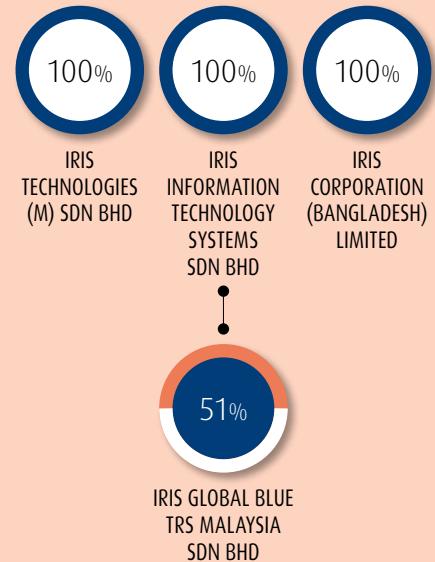 100%
IRIS
TECHNOLOGIES
(M) SDN BHD
100%
IRIS
INFORMATION
TECHNOLOGY
SYSTEMS
SDN BHD
100%
IRIS
CORPORATION
(BANGLADESH)
LIMITED
51%
IRIS GLOBAL BLUE
TRS MALAYSIA
SDN BHD